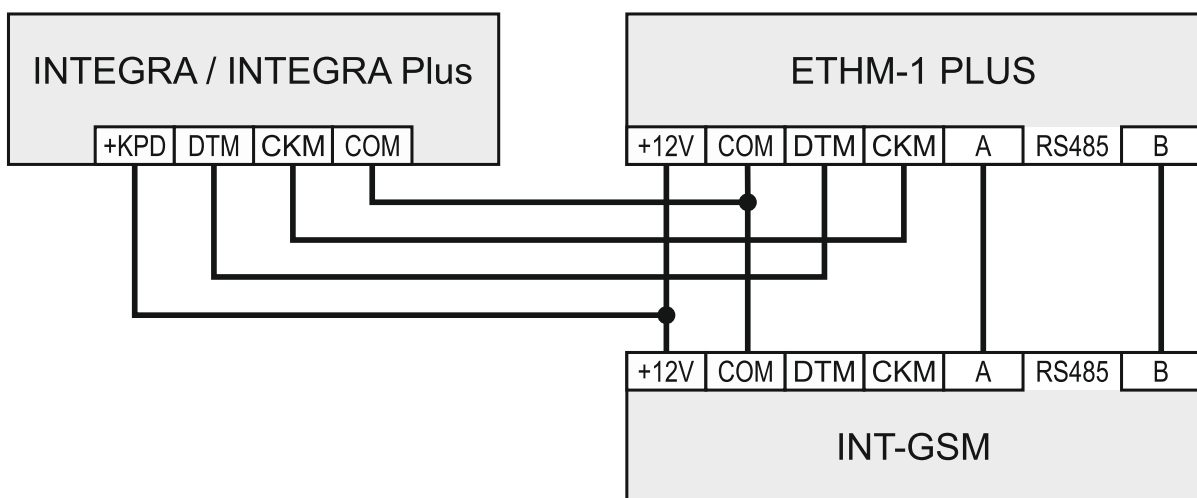 INTEGRA / INTEGRA Plus
+KPD DTM CKM COM
ETHM-1 PLUS
+12V COM DTM CKM A RS485 B
+12V COM DTM CKM A RS485 B
INT-GSM